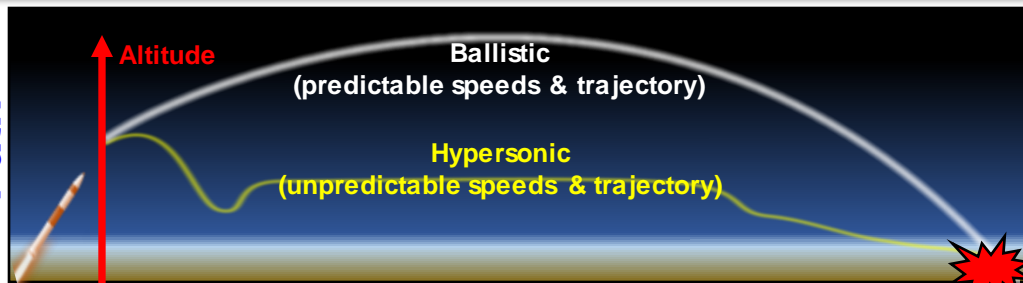 Altitude
Ballistic
(predictable speeds & trajectory)
Hypersonic
(unpredictable speeds & trajectory)